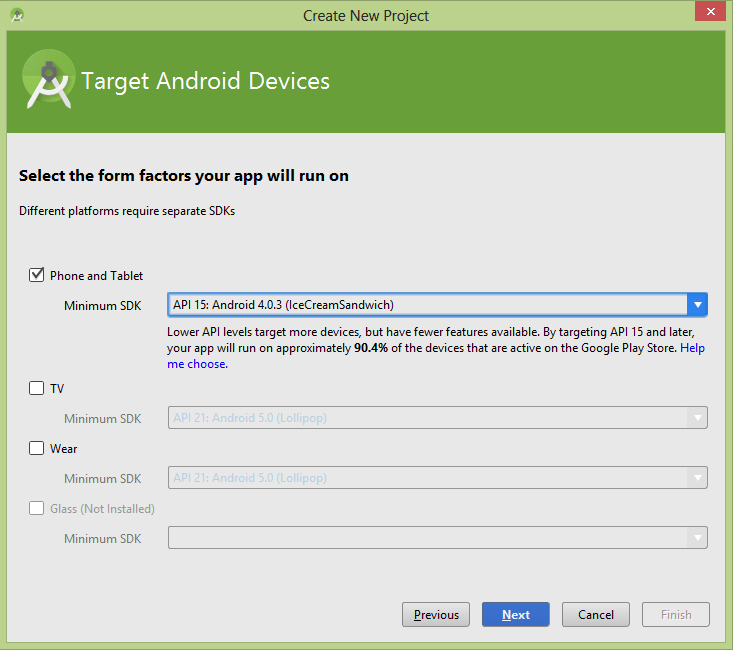 Create New Project
Target Android Devices
Select the form factors your app will run on
Different platforms require separate SDKs
Phone and Tablet
Minimum SDK
API 15: Android 4.0.3 (IceCreamSandwich)
Lower API levels target more devices, but have fewer features available. By targeting API 15 and later,
your app will run on approximately 90.4% of the devices that are active on the Google Play Store. Help
me choose.
TV
Minimum SDK
API 21: Android 5.0 (Lollipop)
Wear
Minimum SDK
API 21: Android 5.0 (Lollipop)
Glass (Not Installed)
Minimum SDK
Previous
Next
Cancel
Finish